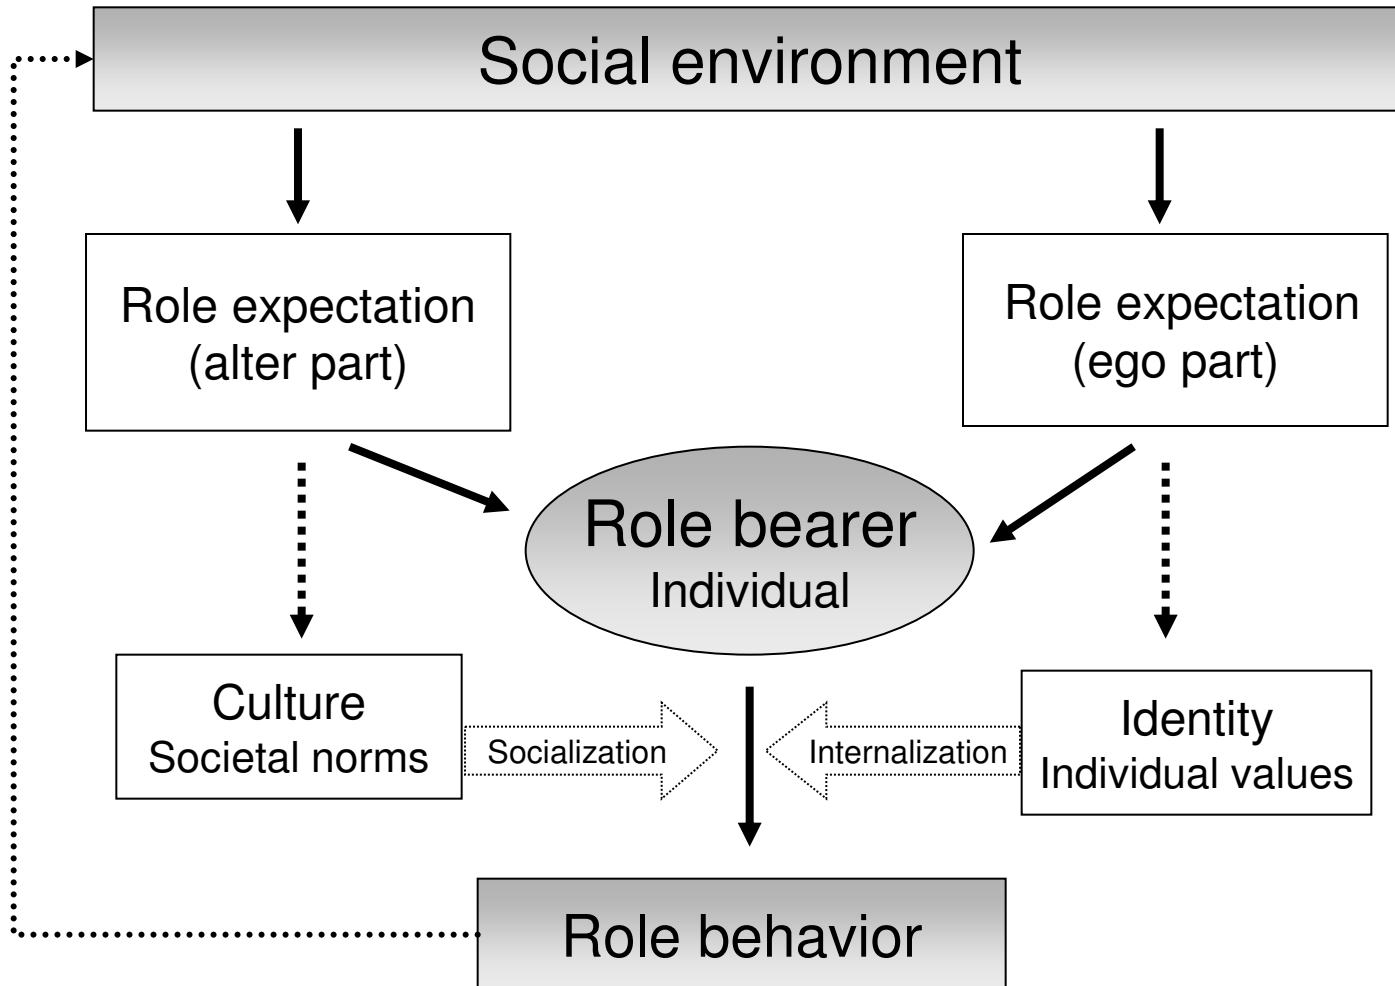 Social environment
Role expectation
(alter part)
Role expectation
(ego part)
Role bearer
Individual
Culture
Societal norms
Socialization
Internalization
Identity
Individual values
Role behavior